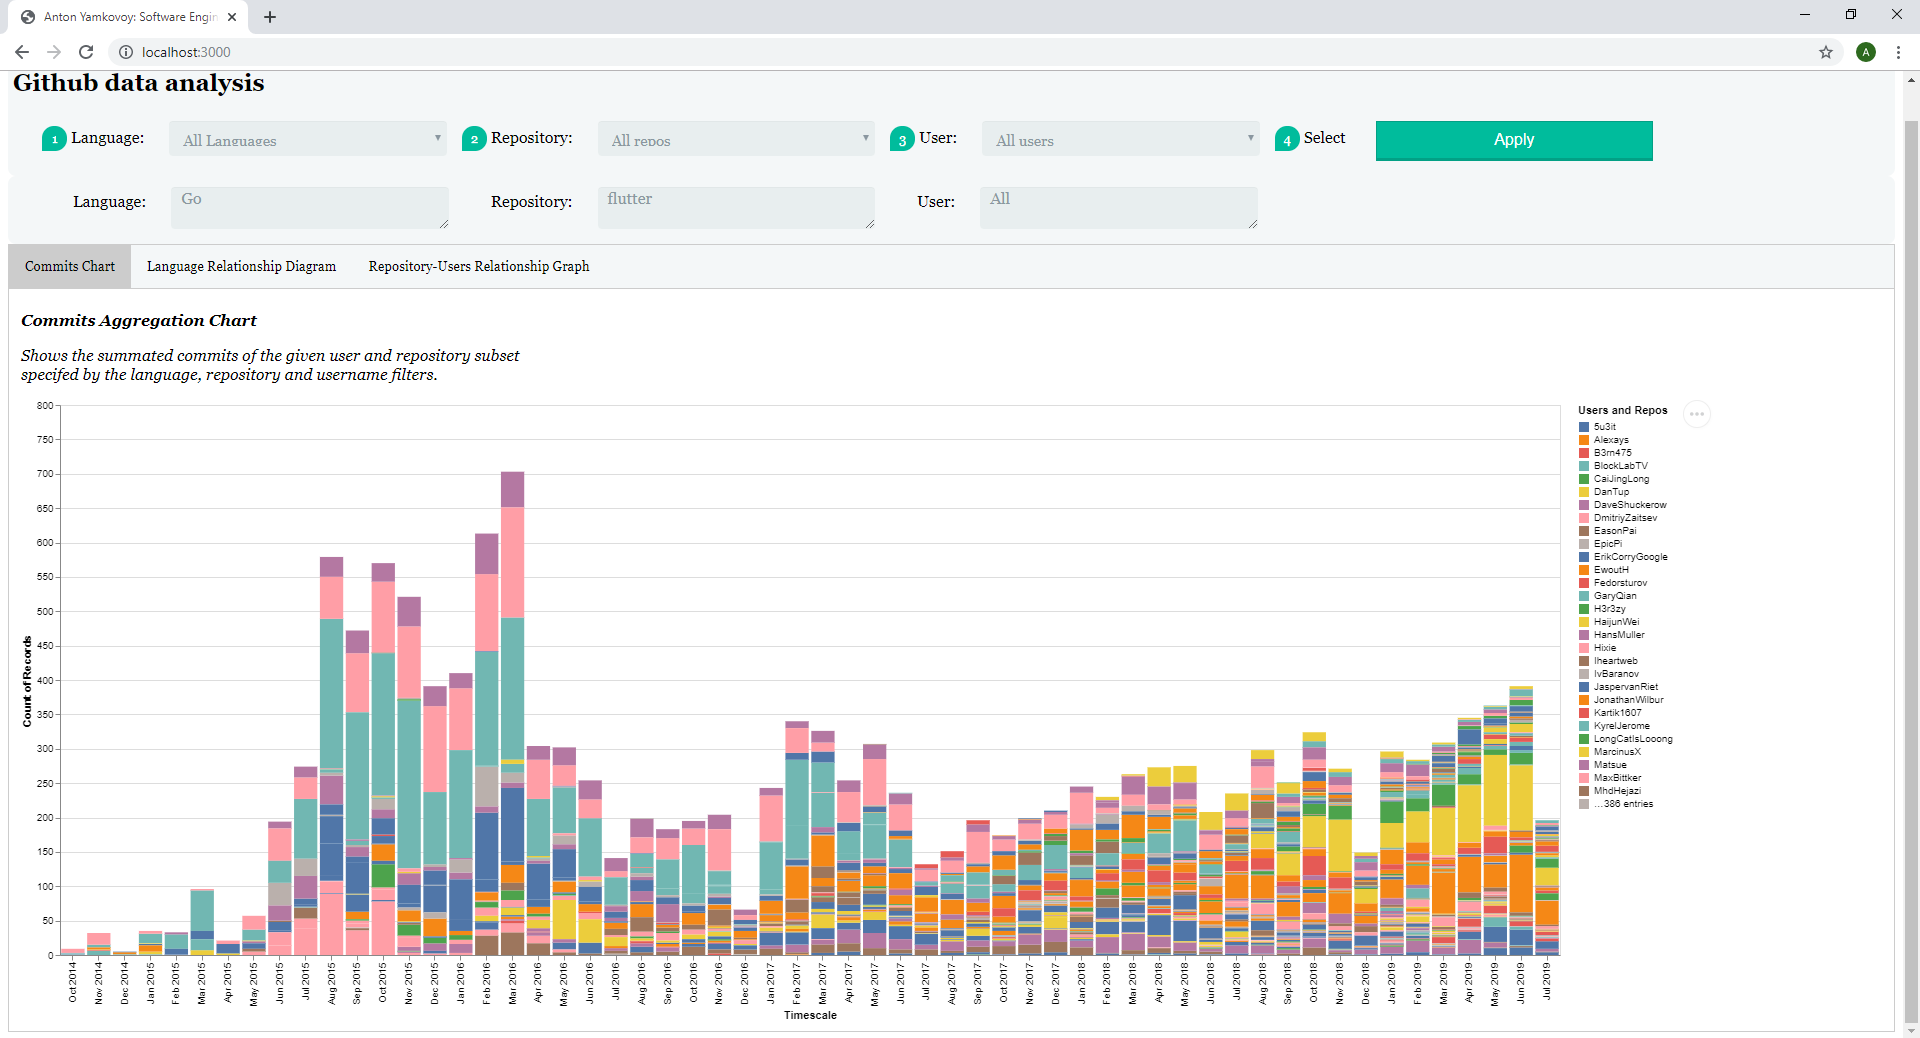 Anton Yamkovoy: Software Engin
localhost:3000
A
Github data analysis
1 Language: All Languages 2 Repository: All repos 3 User: All users 4 Select Apply
Language: Go Repository: flutter User: All
Commits Chart Language Relationship Diagram Repository-Users Relationship Graph
Commits Aggregation Chart
Shows the summated commits of the given user and repository subset
specifed by the language, repository and username filters.
800
750
700
650
600
550
500
450
400
350
300
250
200
150
100
50
0
Count of Records
Oct 2014
Nov 2014
Dec 2014
Jan 2015
Feb 2015
Mar 2015
Apr 2015
May 2015
Jun 2015
Jul 2015
Aug 2015
Sep 2015
Oct 2015
Nov 2015
Dec 2015
Jan 2016
Feb 2016
Mar 2016
Apr 2016
May 2016
Jun 2016
Jul 2016
Aug 2016
Sep 2016
Oct 2016
Nov 2016
Dec 2016
Jan 2017
Feb 2017
Mar 2017
Apr 2017
May 2017
Jun 2017
Jul 2017
Aug 2017
Sep 2017
Oct 2017
Nov 2017
Dec 2017
Jan 2018
Feb 2018
Mar 2018
Apr 2018
May 2018
Jun 2018
Jul 2018
Aug 2018
Sep 2018
Oct 2018
Nov 2018
Dec 2018
Jan 2019
Feb 2019
Mar 2019
Apr 2019
May 2019
Jun 2019
Jul 2019
Timescale
Users and Repos
5u3it
Alexays
B3rn475
BlockLabTV
CaiJingLong
DanTup
DaveShuckerow
DmitriyZaitsev
EasonPai
EpicPi
ErikCorryGoogle
EwoutH
Fedorsturov
GaryQian
H3r3zy
HaijunWei
HansMuller
Hixie
Iheartweb
IvBaranov
JaspervanRiet
JonathanWilbur
Kartik1607
KyrelJerome
LongCatIsLooong
MarcinusX
Matsue
MaxBittker
MhdHejazi
…386 entries